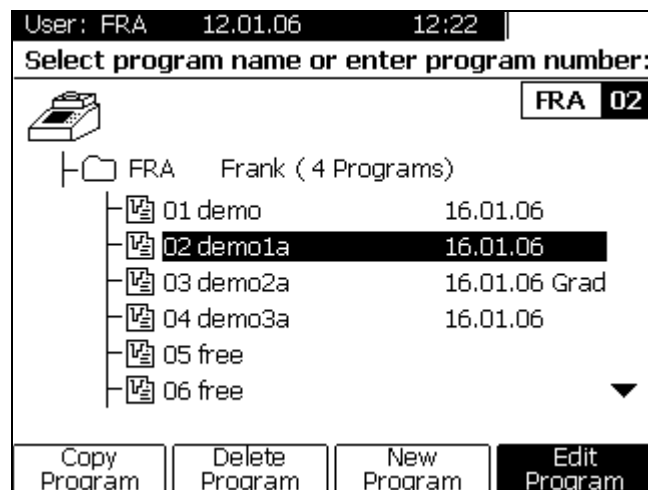 User: FRA 12.01.06 12:22
Select program name or enter program number:
FRA 02
FRA Frank ( 4 Programs)
01 demo 16.01.06
02 demo1a 16.01.06
03 demo2a 16.01.06 Grad
04 demo3a 16.01.06
05 free
06 free
Copy Program
Delete Program
New Program
Edit Program